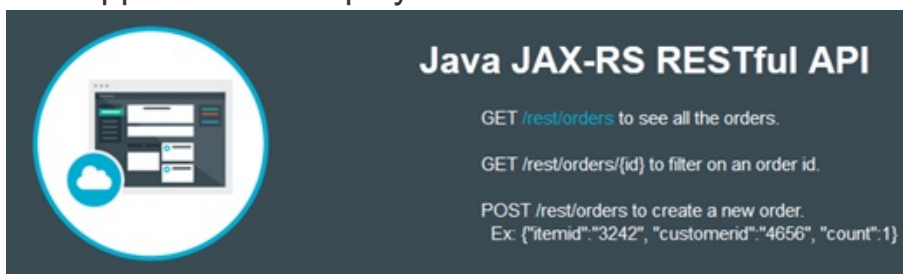 Java JAX-RS RESTful API
GET /rest/orders to see all the orders.
GET /rest/orders/{id} to filter on an order id.
POST /rest/orders to create a new order.
Ex: {"itemid":"3242", "customerid":"4656", "count":1}